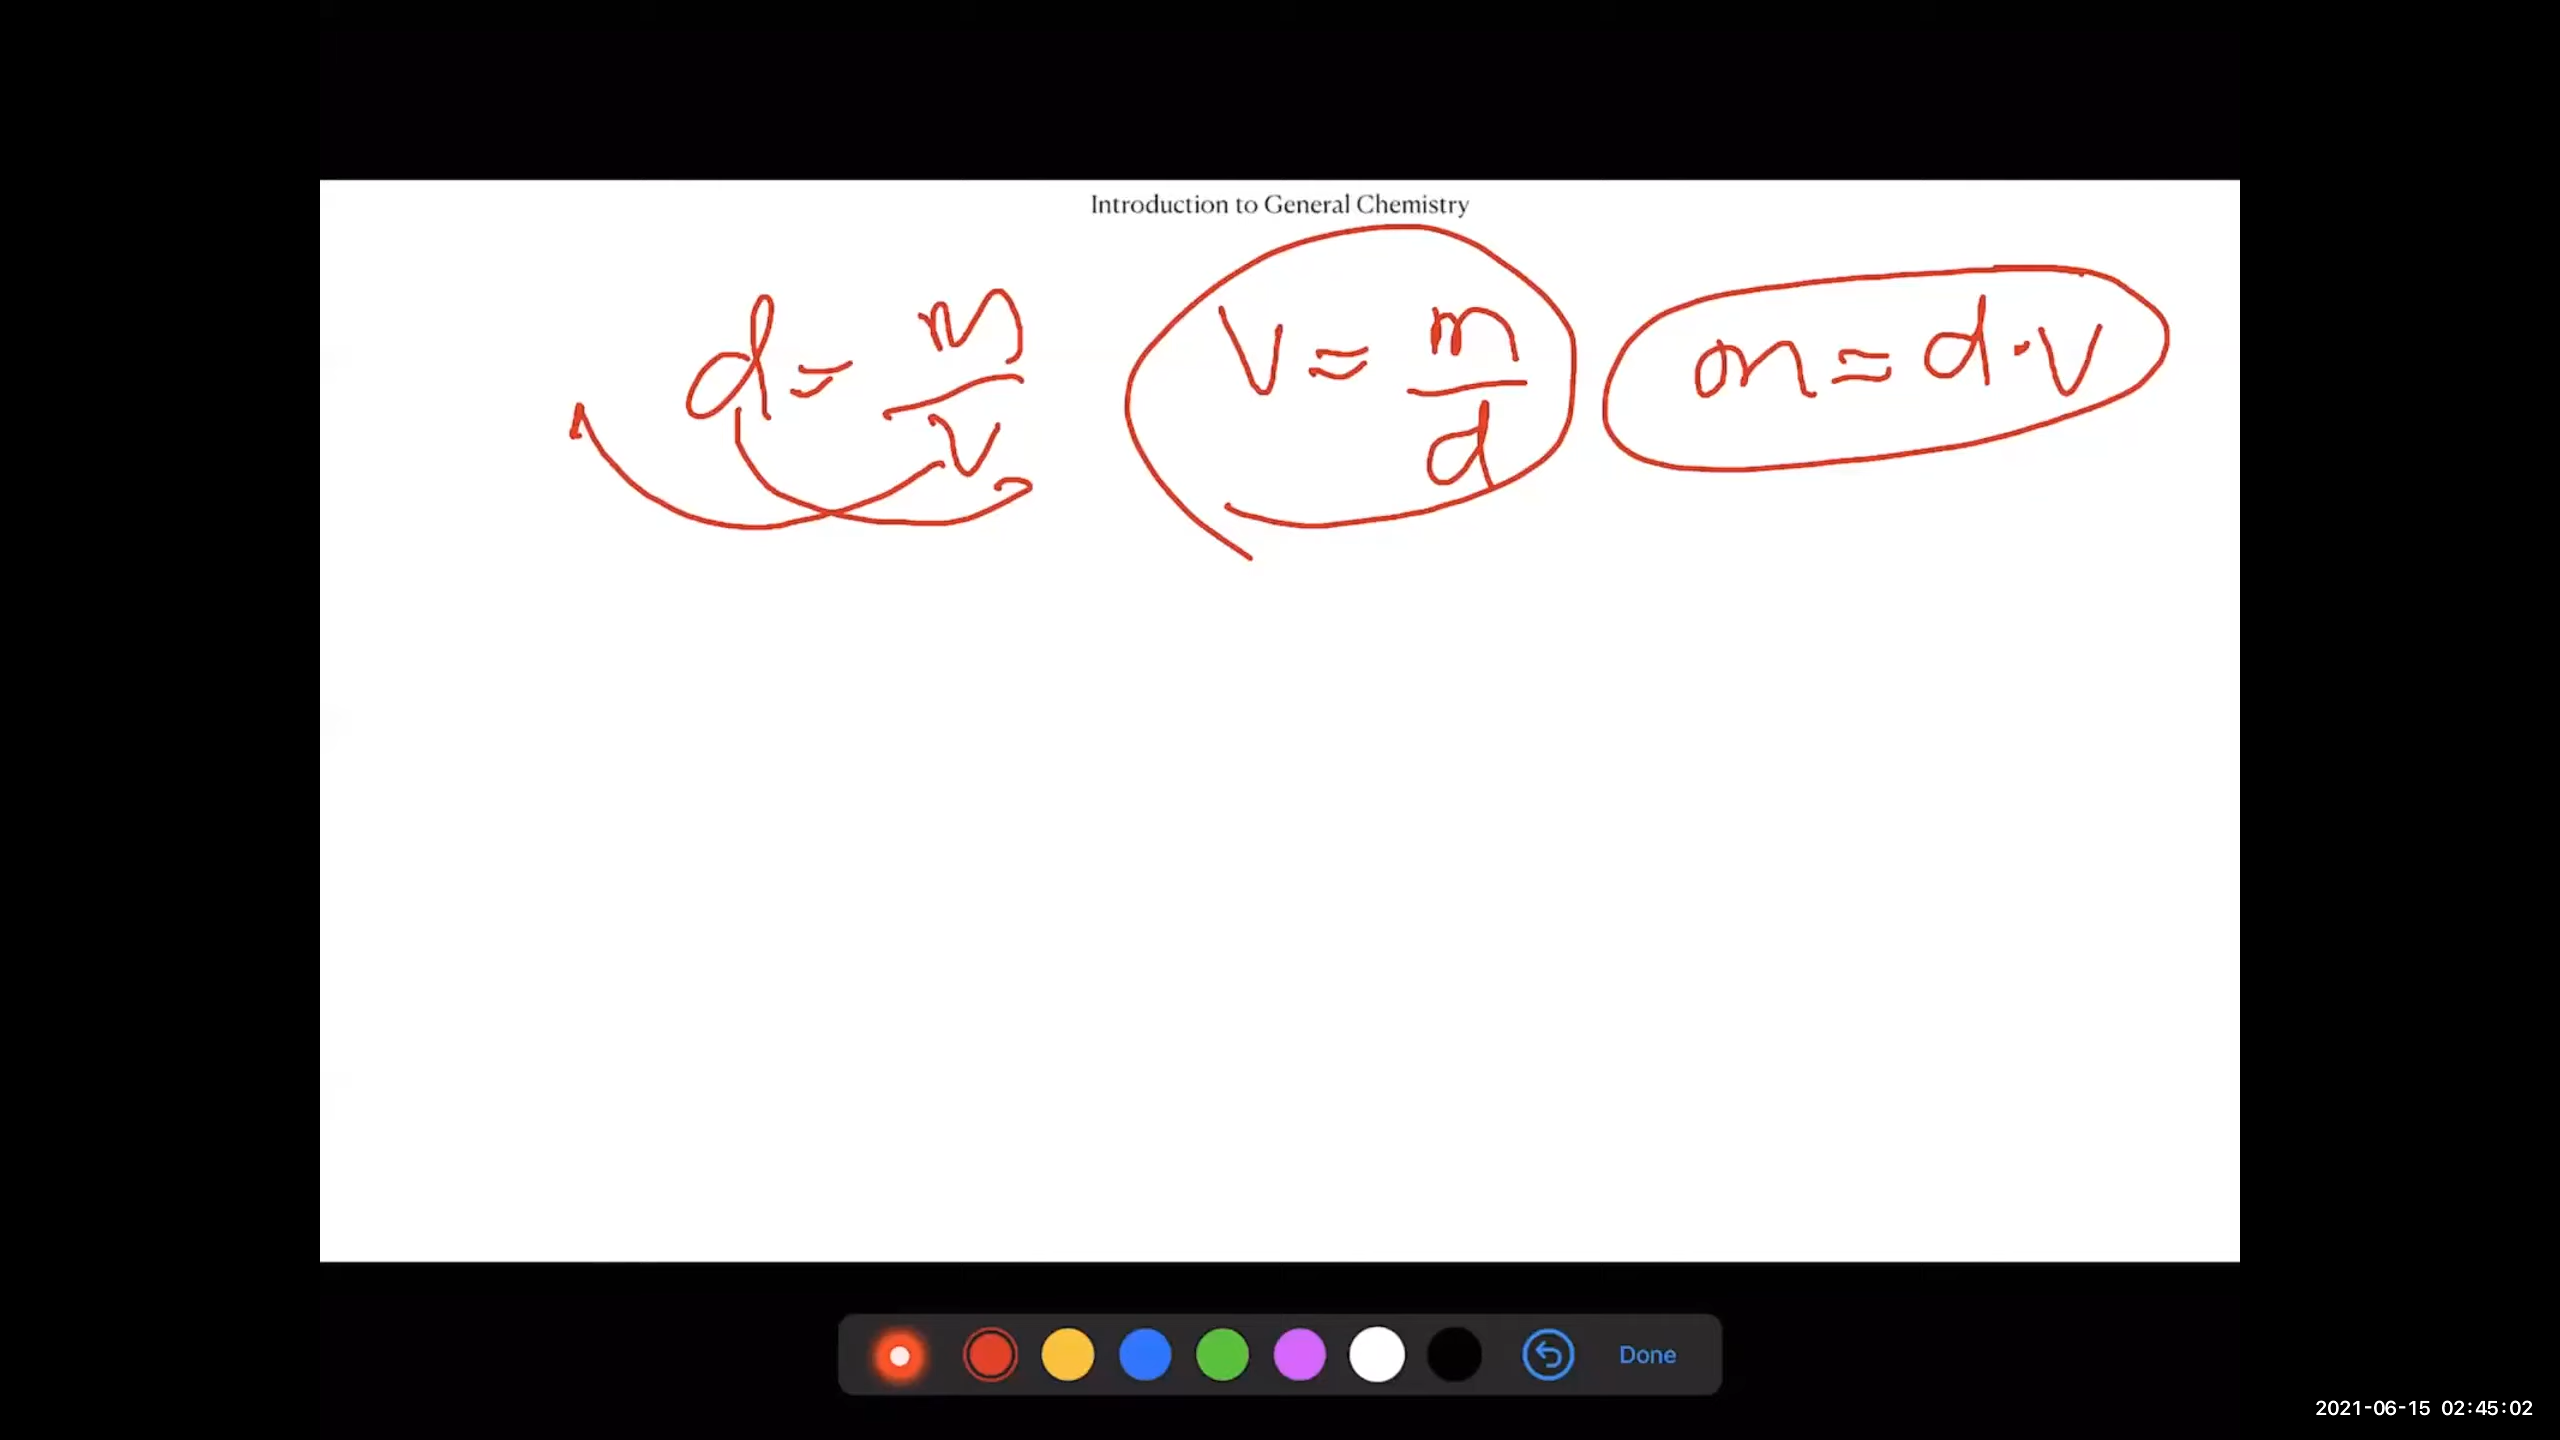 Introduction to General Chemistry
d = m/v V = m/d m = d·v
Done
2021-06-15 02:45:02